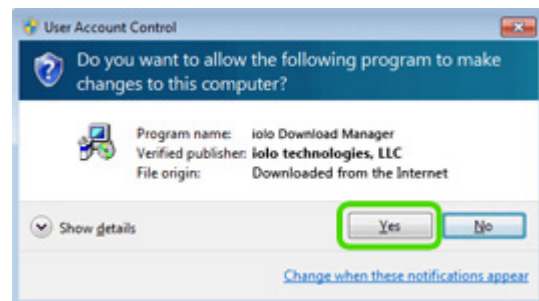 User Account Control
Do you want to allow the following program to make
changes to this computer?
Program name: iolo Download Manager
Verified publisher: iolo technologies, LLC
File origin: Downloaded from the Internet
Show details Yes No
Change when these notifications appear